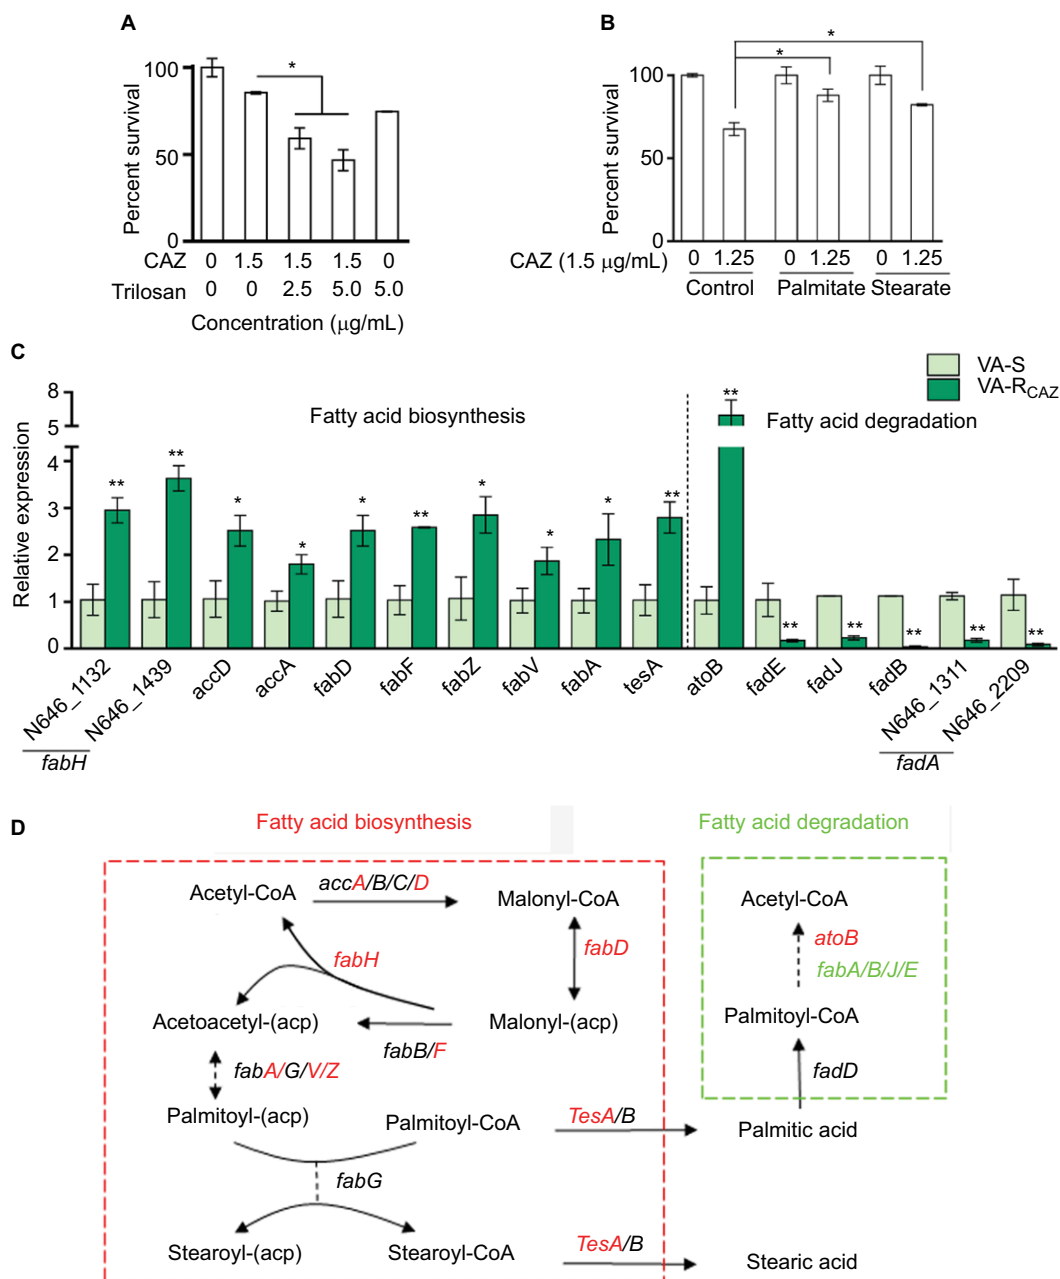 A
Percent survival
100
50
0
*
CAZ 0 1.5 1.5 1.5 0
Trilosan 0 0 2.5 5.0 5.0
Concentration (μg/mL)
B
Percent survival
100
50
0
*
*
CAZ (1.5 μg/mL) 0 1.25 0 1.25 0 1.25
Control Palmitate Stearate
C
VA-S
VA-RCAZ
Relative expression
8
5
4
3
2
1
0
Fatty acid biosynthesis
Fatty acid degradation
** ** * * * ** * * * ** ** ** ** ** ** **
N646_1132 N646_1439 accD accA fabD fabF fabZ fabV fabA tesA atoB fadE fadJ fadB N646_1311 N646_2209
fabH fadA
D
Fatty acid biosynthesis
Fatty acid degradation
Acetyl-CoA
accA/B/C/D
Malonyl-CoA
fabH
fabD
Acetoacetyl-(acp)
Malonyl-(acp)
fabB/F
fabA/G/V/Z
Palmitoyl-(acp)
Palmitoyl-CoA
TesA/B
Palmitic acid
fabG
Stearoyl-(acp)
Stearoyl-CoA
TesA/B
Stearic acid
Acetyl-CoA
atoB
fabA/B/J/E
Palmitoyl-CoA
fadD